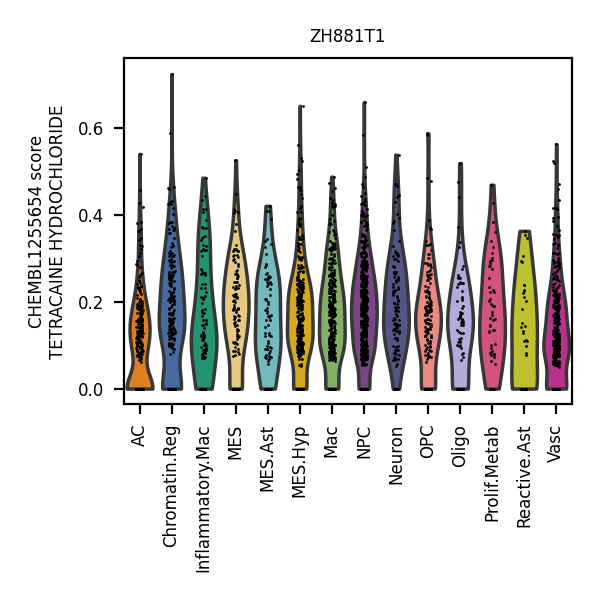 ZH881T1
CHEMBL1255654 score
TETRACAINE HYDROCHLORIDE
0.6
0.4
0.2
0.0
AC
Chromatin.Reg
Inflammatory.Mac
MES
MES.Ast
MES.Hyp
Mac
NPC
Neuron
OPC
Oligo
Prolif.Metab
Reactive.Ast
Vasc